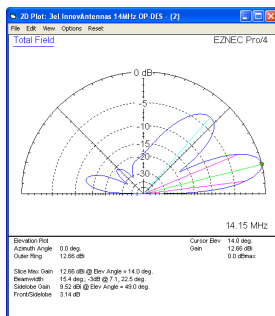 2D Plot: 3el InnovAntennas 14MHz OP-DES - (2)
File Edit View Options Reset
Total Field
EZNEC Pro/4
0 dB
-5
-10
-15
-20
-30
14.15 MHz
Elevation Plot
Azimuth Angle 0.0 deg.
Outer Ring 12.66 dBi
Cursor Elev 14.0 deg.
Gain 12.66 dBi
0.0 dBmax
Slice Max Gain 12.66 dBi @ Elev Angle = 14.0 deg.
Beamwidth 15.4 deg.; -3dB @ 7.1, 22.5 deg.
Sidelobe Gain 9.52 dBi @ Elev Angle = 49.0 deg.
Front/Sidelobe 3.14 dB